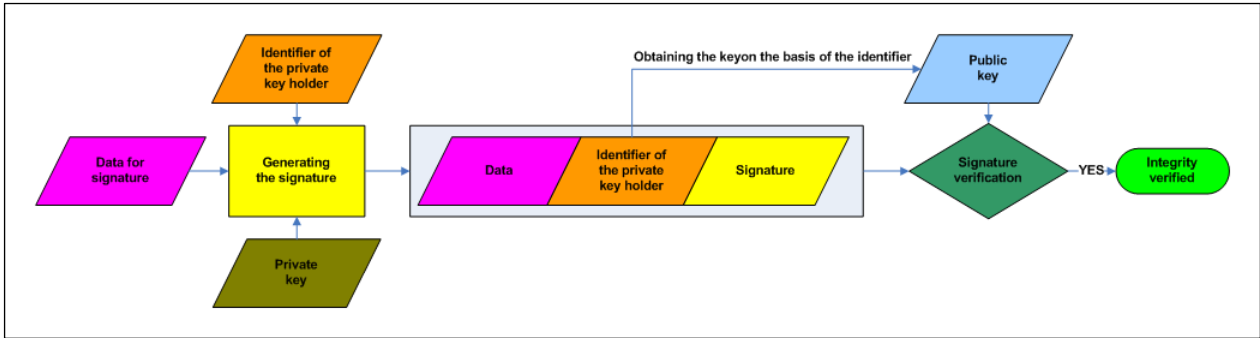 Identifier of
the private
key holder
Obtaining the keyon the basis of the identifier
Public
key
Data for
signature
Generating
the signature
Data
Identifier of
the private
key holder
Signature
Signature
verification
YES
Integrity
verified
Private
key